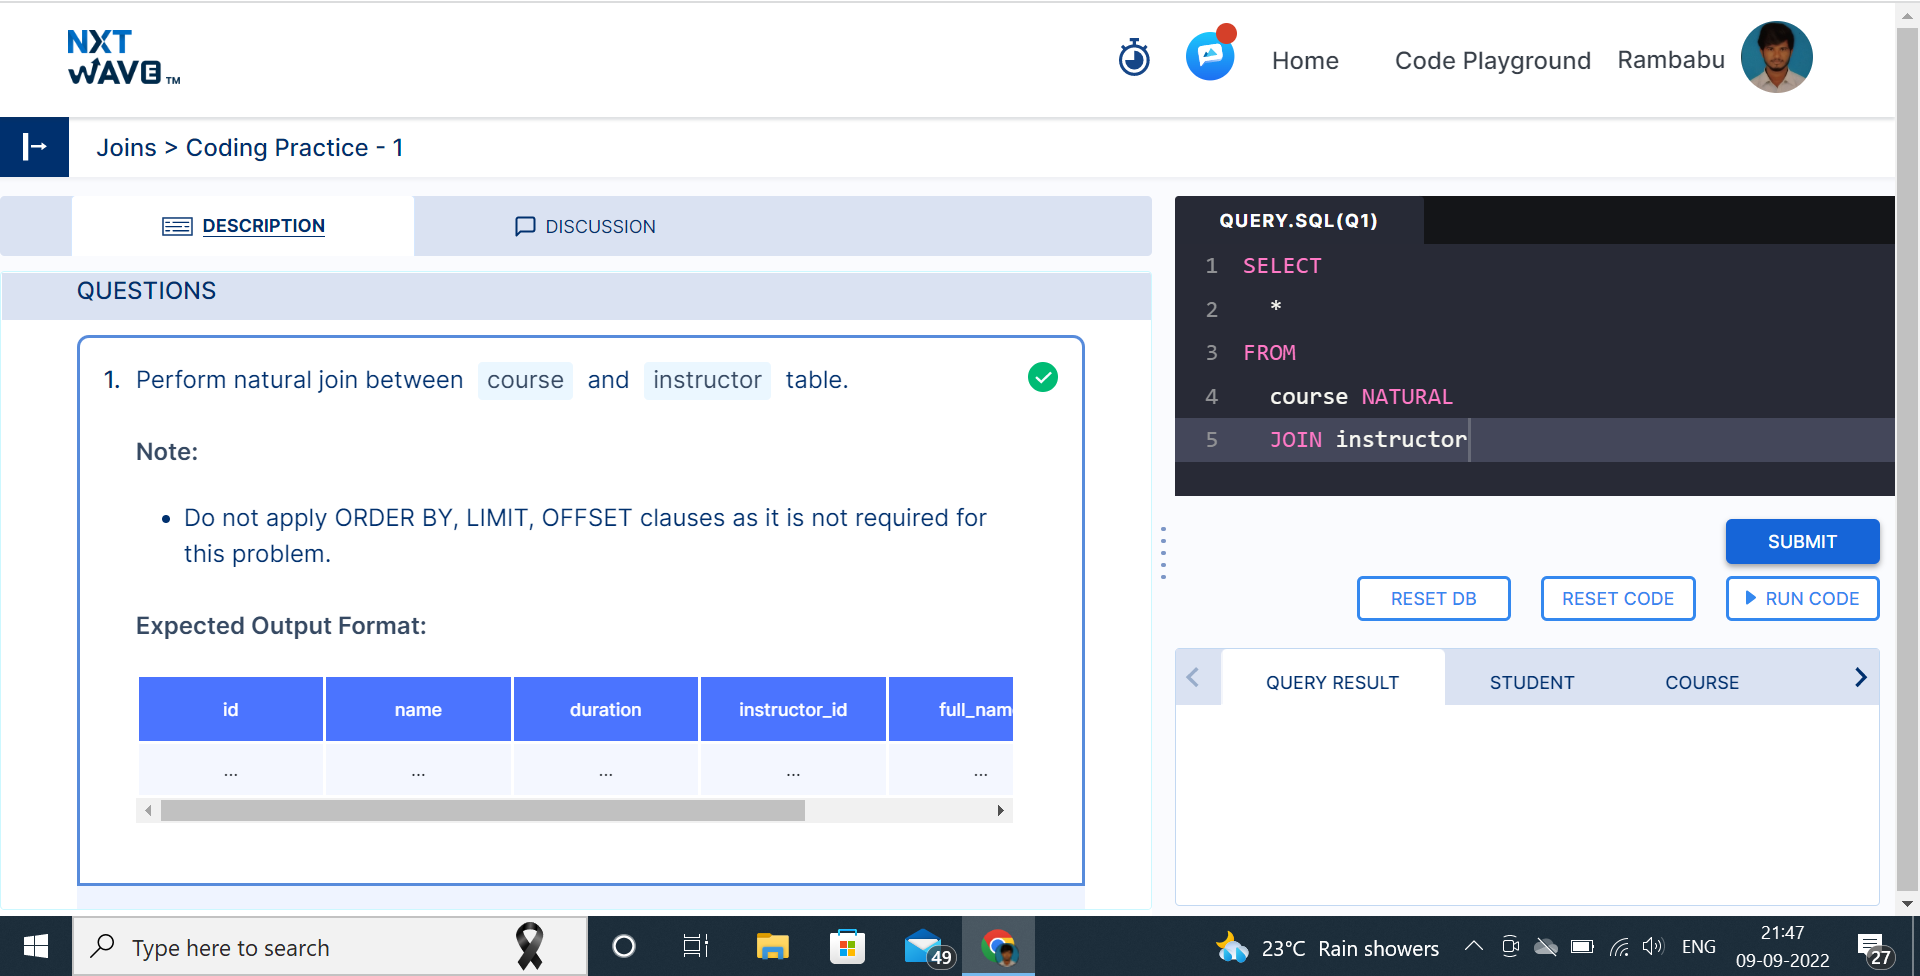 NXT
WAVE TM
Home
Code Playground
Rambabu
Joins > Coding Practice - 1
DESCRIPTION
DISCUSSION
QUESTIONS
1. Perform natural join between course and instructor table.
Note:
• Do not apply ORDER BY, LIMIT, OFFSET clauses as it is not required for
this problem.
Expected Output Format:
id name duration instructor_id full_nam
... ... ... ... ...
QUERY.SQL(Q1)
1 SELECT
2 *
3 FROM
4 course NATURAL
5 JOIN instructor
SUBMIT
RESET DB
RESET CODE
RUN CODE
QUERY RESULT
STUDENT
COURSE
Type here to search
49
23°C Rain showers
ENG
21:47
09-09-2022
27